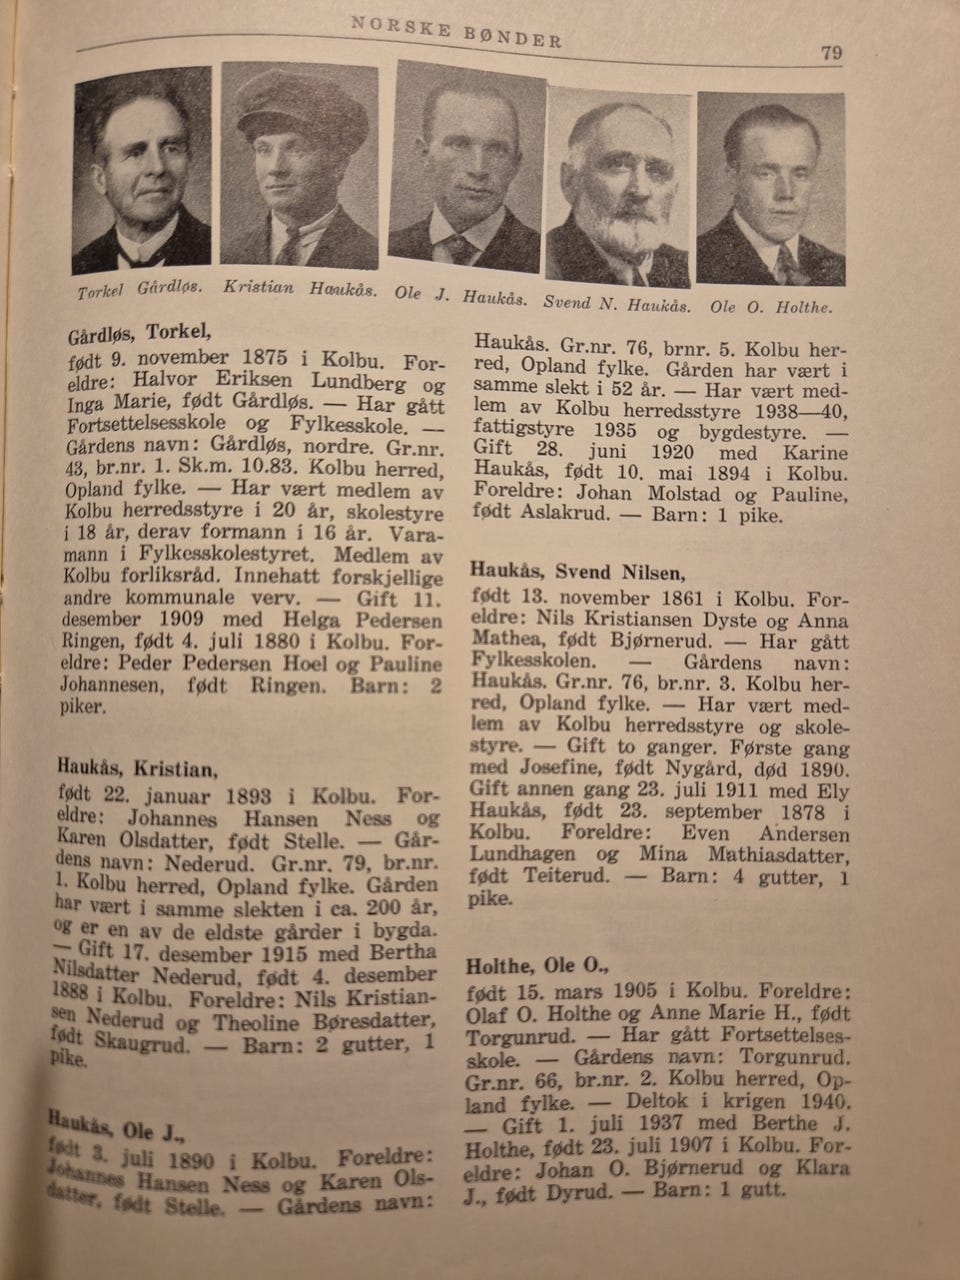 NORSKE BØNDER
79
Torkel Gårdløs. Kristian Haukås. Ole J. Haukås. Svend N. Haukås. Ole O. Holthe.
Gårdløs, Torkel,
født 9. november 1875 i Kolbu. For-
eldre: Halvor Eriksen Lundberg og
Inga Marie, født Gårdløs. — Har gått
Fortsettelsesskole og Fylkesskole. —
Gårdens navn: Gårdløs, nordre. Gr.nr.
43, br.nr. 1. Sk.m. 10.83. Kolbu herred,
Opland fylke. — Har vært medlem av
Kolbu herredsstyre i 20 år, skolestyre
i 18 år, derav formann i 16 år. Vara-
mann i Fylkesskolestyret. Medlem av
Kolbu forliksråd. Innehatt forskjellige
andre kommunale verv. — Gift 11.
desember 1909 med Helga Pedersen
Ringen, født 4. juli 1880 i Kolbu. For-
eldre: Peder Pedersen Hoel og Pauline
Johannesen, født Ringen. Barn: 2
piker.
Haukås, Kristian,
født 22. januar 1893 i Kolbu. For-
eldre: Johannes Hansen Ness og
Karen Olsdatter, født Stelle. — Går-
dens navn: Nederud. Gr.nr. 79, br.nr.
1. Kolbu herred, Opland fylke. Gården
har vært i samme slekten i ca. 200 år,
og er en av de eldste gårder i bygda.
— Gift 17. desember 1915 med Bertha
Nilsdatter Nederud, født 4. desember
1888 i Kolbu. Foreldre: Nils Kristian-
sen Nederud og Theoline Børesdatter,
født Skaugrud. — Barn: 2 gutter, 1
pike.
Haukås, Ole J.,
født 3. juli 1890 i Kolbu. Foreldre:
Johannes Hansen Ness og Karen Ols-
datter, født Stelle. — Gårdens navn:
Haukås. Gr.nr. 76, brnr. 5. Kolbu her-
red, Opland fylke. Gården har vært i
samme slekt i 52 år. — Har vært med-
lem av Kolbu herredsstyre 1938—40,
fattigstyre 1935 og bygdestyre. —
Gift 28. juni 1920 med Karine
Haukås, født 10. mai 1894 i Kolbu.
Foreldre: Johan Molstad og Pauline,
født Aslakrud. — Barn: 1 pike.
Haukås, Svend Nilsen,
født 13. november 1861 i Kolbu. For-
eldre: Nils Kristiansen Dyste og Anna
Mathea, født Bjørnerud. — Har gått
Fylkesskolen. — Gårdens navn:
Haukås. Gr.nr. 76, br.nr. 3. Kolbu her-
red, Opland fylke. — Har vært med-
lem av Kolbu herredsstyre og skole-
styre. — Gift to ganger. Første gang
med Josefine, født Nygård, død 1890.
Gift annen gang 23. juli 1911 med Ely
Haukås, født 23. september 1878 i
Kolbu. Foreldre: Even Andersen
Lundhagen og Mina Mathiasdatter,
født Teiterud. — Barn: 4 gutter, 1
pike.
Holthe, Ole O.,
født 15. mars 1905 i Kolbu. Foreldre:
Olaf O. Holthe og Anne Marie H., født
Torgunrud. — Har gått Fortsettelses-
skole. — Gårdens navn: Torgunrud.
Gr.nr. 66, br.nr. 2. Kolbu herred, Op-
land fylke. — Deltok i krigen 1940.
— Gift 1. juli 1937 med Berthe J.
Holthe, født 23. juli 1907 i Kolbu. For-
eldre: Johan O. Bjørnerud og Klara
J., født Dyrud. — Barn: 1 gutt.